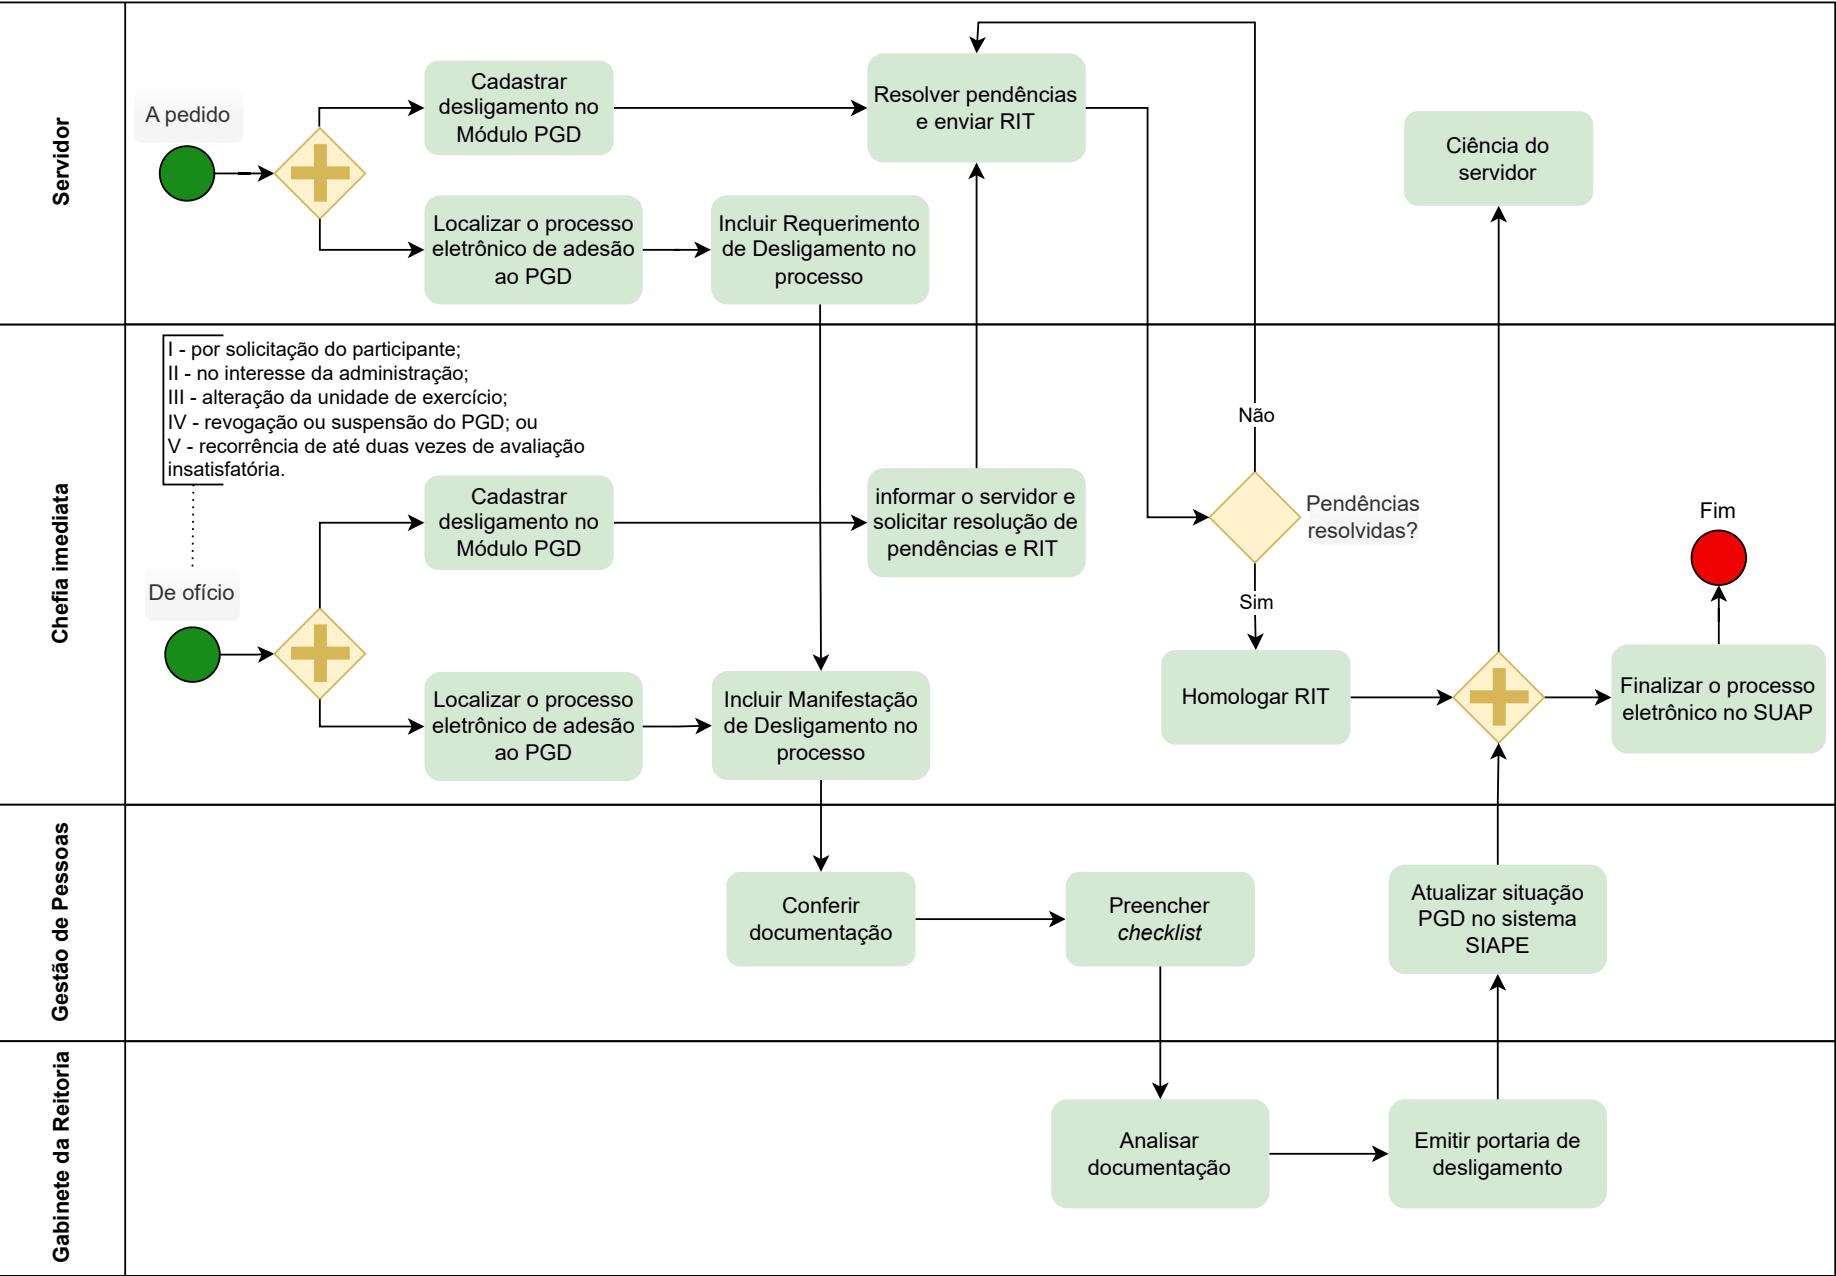 Servidor
A pedido
Cadastrar
desligamento no
Módulo PGD
Resolver pendências
e enviar RIT
Ciência do
servidor
Localizar o processo
eletrônico de adesão
ao PGD
Incluir Requerimento
de Desligamento no
processo
Chefia imediata
I - por solicitação do participante;
II - no interesse da administração;
III - alteração da unidade de exercício;
IV - revogação ou suspensão do PGD; ou
V - recorrência de até duas vezes de avaliação
insatisfatória.
De ofício
Cadastrar
desligamento no
Módulo PGD
informar o servidor e
solicitar resolução de
pendências e RIT
Não
Pendências
resolvidas?
Sim
Fim
Localizar o processo
eletrônico de adesão
ao PGD
Incluir Manifestação
de Desligamento no
processo
Homologar RIT
Finalizar o processo
eletrônico no SUAP
Gestão de Pessoas
Conferir
documentação
Preencher
checklist
Atualizar situação
PGD no sistema
SIAPE
Gabinete da Reitoria
Analisar
documentação
Emitir portaria de
desligamento